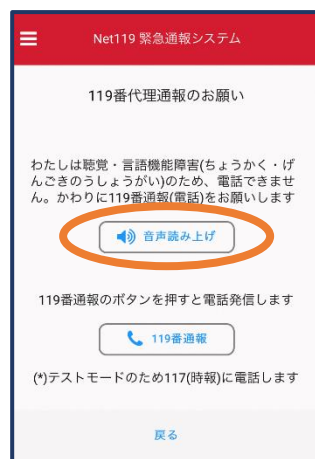 Net119 緊急通報システム
119番代理通報のお願い
わたしは聴覚・言語機能障害(ちょうかく・げ
んごきのうしょうがい)のため、電話できませ
ん。かわりに119番通報(電話)をお願いします
音声読み上げ
119番通報のボタンを押すと電話発信します
119番通報
(*)テストモードのため117(時報)に電話します
戻る